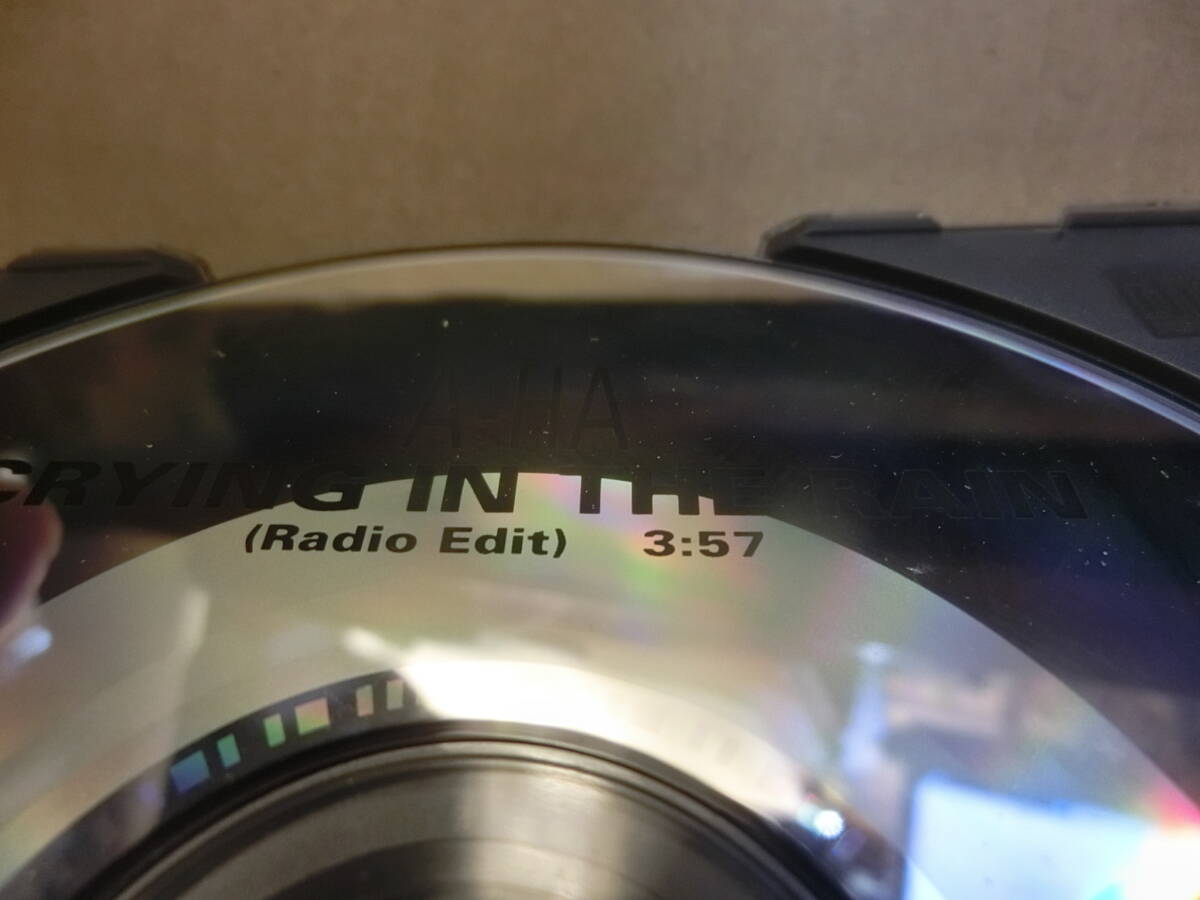 A-HA
CRYING IN THE RAIN
(Radio Edit) 3:57